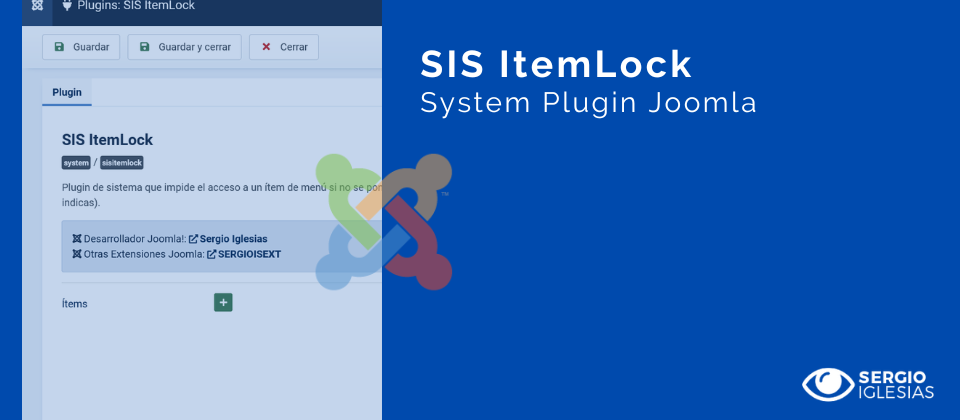 Plugins: SIS ItemLock
Guardar
Guardar y cerrar
Cerrar
Plugin
SIS ItemLock
system / sisitemlock
Plugin de sistema que impide el acceso a un ítem de menú si no se
indicas).
Desarrollador Joomla!: Sergio Iglesias
Otras Extensiones Joomla: SERGIOISEXT
Ítems
+
SIS ItemLock
System Plugin Joomla
TM
SERGIO
IGLESIAS